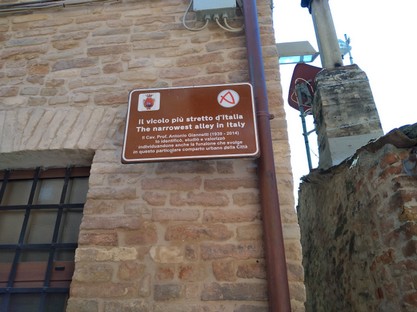 Il vicolo più stretto d'Italia
The narrowest alley in Italy
Il Cav. Prof. Antonio Giannetti (1939 - 2014)
lo identificò, studiò e valorizzò
individuandone anche la funzione che svolge
in questo particolare comparto urbano della Città